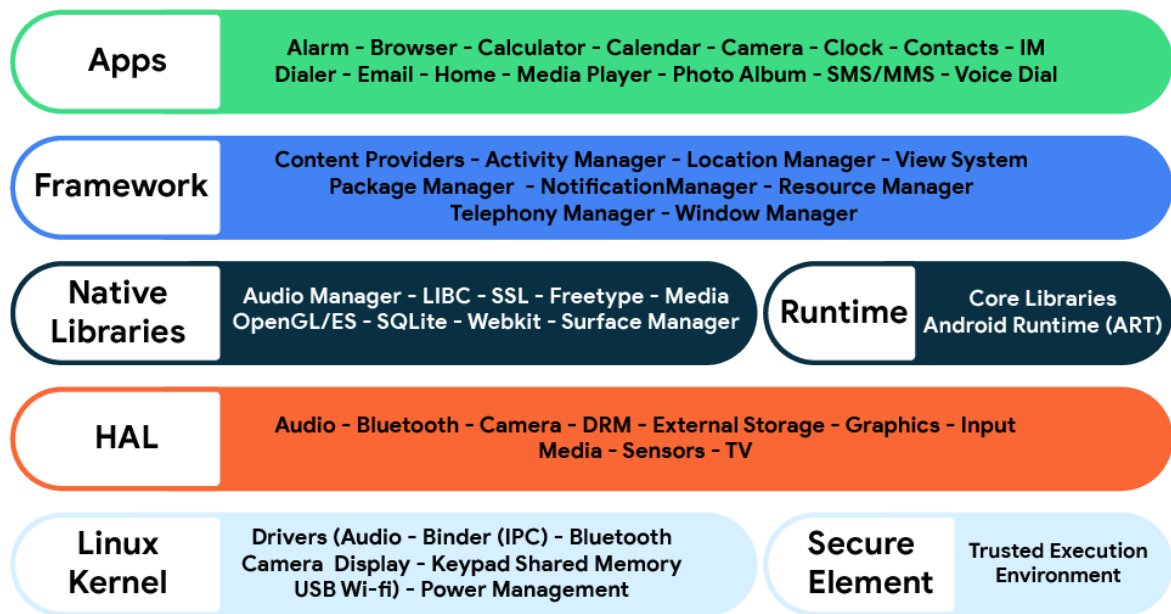 Apps
Alarm - Browser - Calculator - Calendar - Camera - Clock - Contacts - IM
Dialer - Email - Home - Media Player - Photo Album - SMS/MMS - Voice Dial
Framework
Content Providers - Activity Manager - Location Manager - View System
Package Manager - NotificationManager - Resource Manager
Telephony Manager - Window Manager
Native
Libraries
Audio Manager - LIBC - SSL - Freetype - Media
OpenGL/ES - SQLite - Webkit - Surface Manager
Runtime
Core Libraries
Android Runtime (ART)
HAL
Audio - Bluetooth - Camera - DRM - External Storage - Graphics - Input
Media - Sensors - TV
Linux
Kernel
Drivers (Audio - Binder (IPC) - Bluetooth
Camera Display - Keypad Shared Memory
USB Wi-fi) - Power Management
Secure
Element
Trusted Execution
Environment